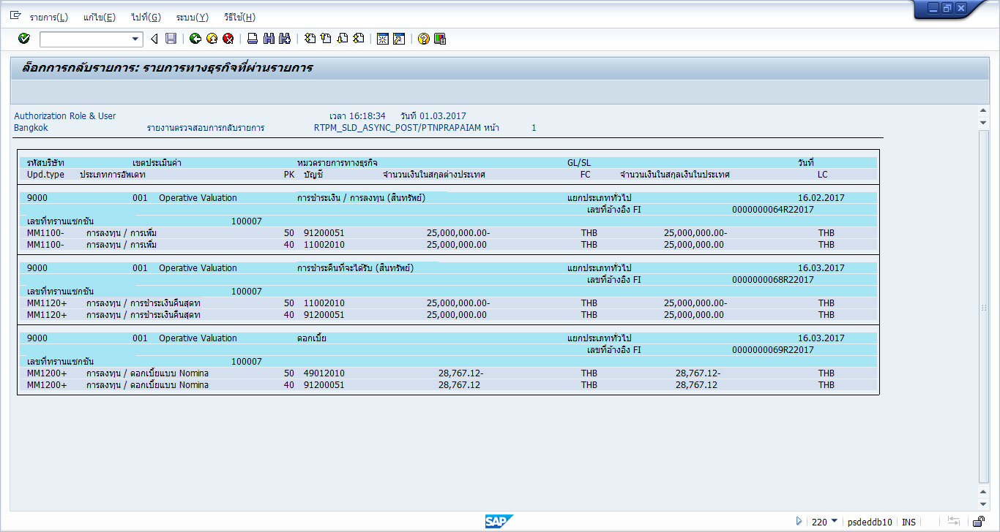 รายการ(L) แก้ไข(E) ไปที่(G) ระบบ(Y) วิธีใช้(H)
ล็อกการกลับรายการ: รายการทางธุรกิจที่ผ่านรายการ
Authorization Role & User เวลา 16:18:34 วันที่ 01.03.2017
Bangkok รายงานตรวจสอบการกลับรายการ RTPM_SLD_ASYNC_POST/PTNPRAPAIAM หน้า 1
รหัสบริษัท เขตประเมินค่า หมวดรายการทางธุรกิจ GL/SL วันที่
Upd.type ประเภทการอัพเดท PK บัญชี จำนวนเงินในสกุลต่างประเทศ FC จำนวนเงินในสกุลเงินในประเทศ LC
9000 001 Operative Valuation การชำระเงิน / การลงทุน (สินทรัพย์) แยกประเภททั่วไป 16.02.2017
เลขที่อ้างอิง FI 0000000064R22017
เลขที่ทรานแซกชัน 100007
MM1100- การลงทุน / การเพิ่ม 50 91200051 25,000,000.00- THB 25,000,000.00- THB
MM1100- การลงทุน / การเพิ่ม 40 11002010 25,000,000.00 THB 25,000,000.00 THB
9000 001 Operative Valuation การชำระคืนที่จะได้รับ (สินทรัพย์) แยกประเภททั่วไป 16.03.2017
เลขที่อ้างอิง FI 0000000068R22017
เลขที่ทรานแซกชัน 100007
MM1120+ การลงทุน / การชำระเงินคืนสุดท 50 11002010 25,000,000.00- THB 25,000,000.00- THB
MM1120+ การลงทุน / การชำระเงินคืนสุดท 40 91200051 25,000,000.00 THB 25,000,000.00 THB
9000 001 Operative Valuation ดอกเบี้ย แยกประเภททั่วไป 16.03.2017
เลขที่อ้างอิง FI 0000000069R22017
เลขที่ทรานแซกชัน 100007
MM1200+ การลงทุน / ดอกเบี้ยแบบ Nomina 50 49012010 28,767.12- THB 28,767.12- THB
MM1200+ การลงทุน / ดอกเบี้ยแบบ Nomina 40 91200051 28,767.12 THB 28,767.12 THB
SAP 220 psdeddb10 INS